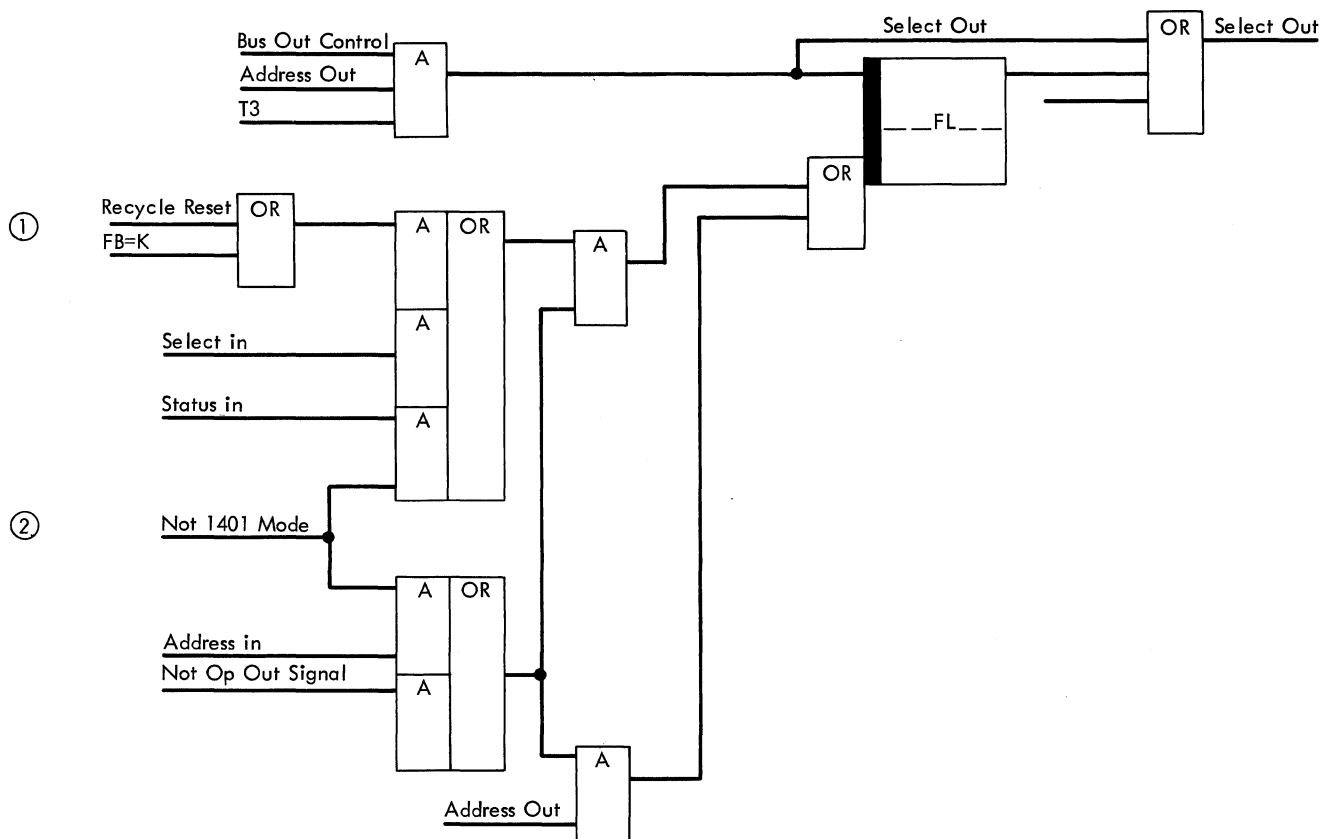 Select Out
OR
Select Out
Bus Out Control
A
Address Out
T3
FL
OR
①
Recycle Reset
OR
A
OR
FB=K
A
A
Select in
Status in
A
②
Not 1401 Mode
A
OR
Address in
Not Op Out Signal
A
A
Address Out